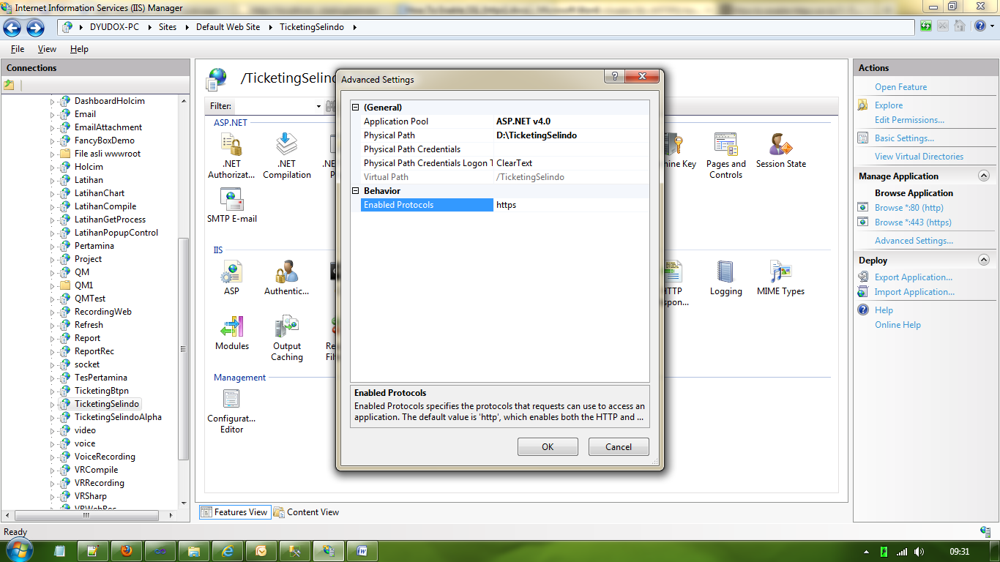 Internet Information Services (IIS) Manager
DYUDOX-PC
Sites
Default Web Site
TicketingSelindo
File
View
Help
Connections
DashboardHolcim
Email
EmailAttachment
FancyBoxDemo
File asli wwwroot
Holcim
Latihan
LatihanChart
LatihanCompile
LatihanGetProcess
LatihanPopupControl
Pertamina
Project
QM
QM1
QMTest
RecordingWeb
Refresh
Report
ReportRec
socket
TesPertamina
TicketingBtpn
TicketingSelindo
TicketingSelindoAlpha
video
voice
VoiceRecording
VRCompile
VRRecording
VRSharp
VRWebRec
/TicketingSelind
Filter:
ASP.NET
.NET
Authorizat...
.NET
Compilation
.NE
P
hine Key
Pages and
Controls
Session State
SMTP E-mail
IIS
ASP
Authentic...
HTTP
spon...
Logging
MIME Types
Modules
Output
Caching
Re
Fil
Management
Configurat...
Editor
Features View
Content View
Advanced Settings
(General)
Application Pool
ASP.NET v4.0
Physical Path
D:\TicketingSelindo
Physical Path Credentials
Physical Path Credentials Logon T
ClearText
Virtual Path
/TicketingSelindo
Behavior
Enabled Protocols
https
Enabled Protocols
Enabled Protocols specifies the protocols that requests can use to access an
application. The default value is 'http', which enables both the HTTP and ...
OK
Cancel
Actions
Open Feature
Explore
Edit Permissions...
Basic Settings...
View Virtual Directories
Manage Application
Browse Application
Browse *:80 (http)
Browse *:443 (https)
Advanced Settings...
Deploy
Export Application...
Import Application...
Help
Online Help
Ready
09:31